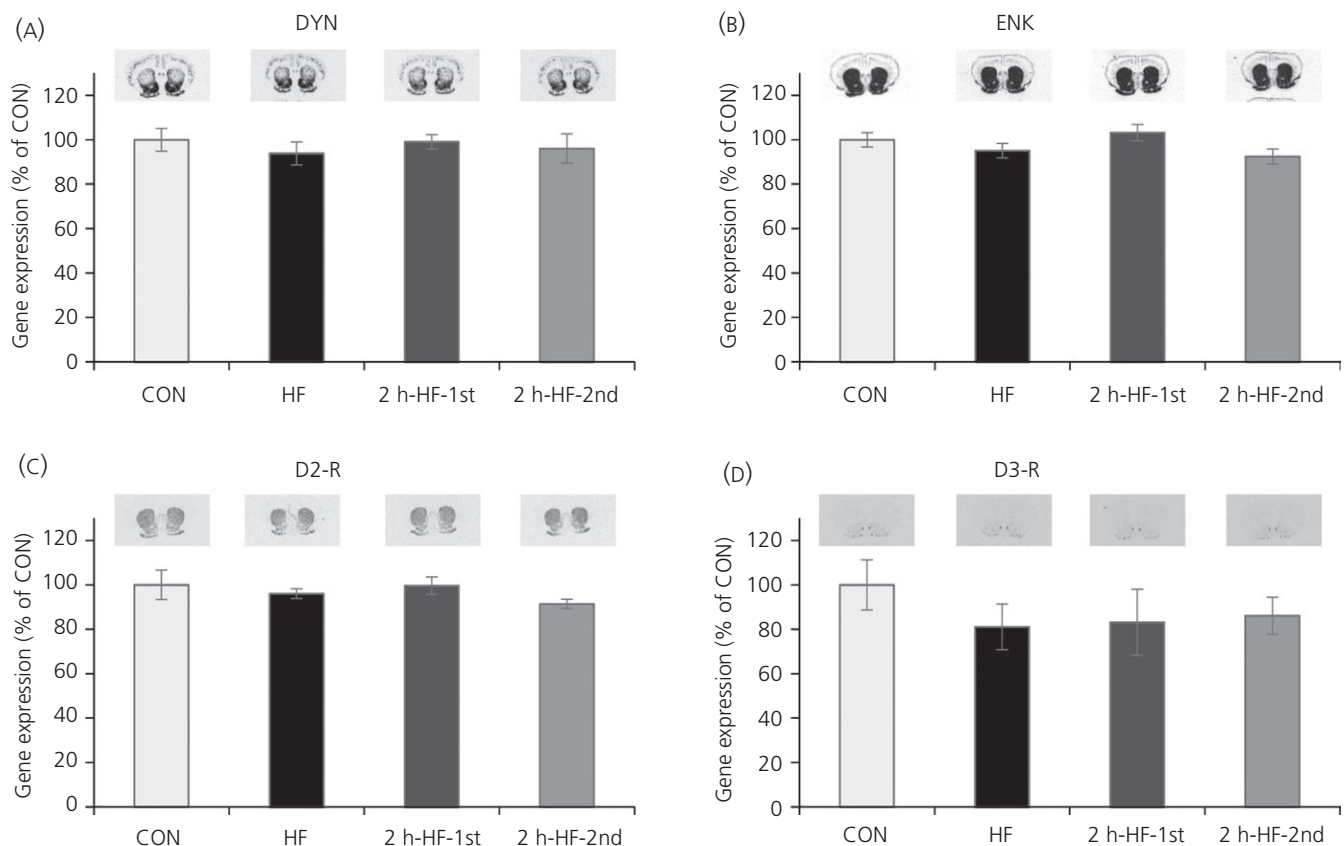 (A)
DYN
Gene expression (% of CON)
120
100
80
60
40
20
0
CON HF 2 h-HF-1st 2 h-HF-2nd
(B)
ENK
Gene expression (% of CON)
120
100
80
60
40
20
0
CON HF 2 h-HF-1st 2 h-HF-2nd
(C)
D2-R
Gene expression (% of CON)
120
100
80
60
40
20
0
CON HF 2 h-HF-1st 2 h-HF-2nd
(D)
D3-R
Gene expression (% of CON)
120
100
80
60
40
20
0
CON HF 2 h-HF-1st 2 h-HF-2nd